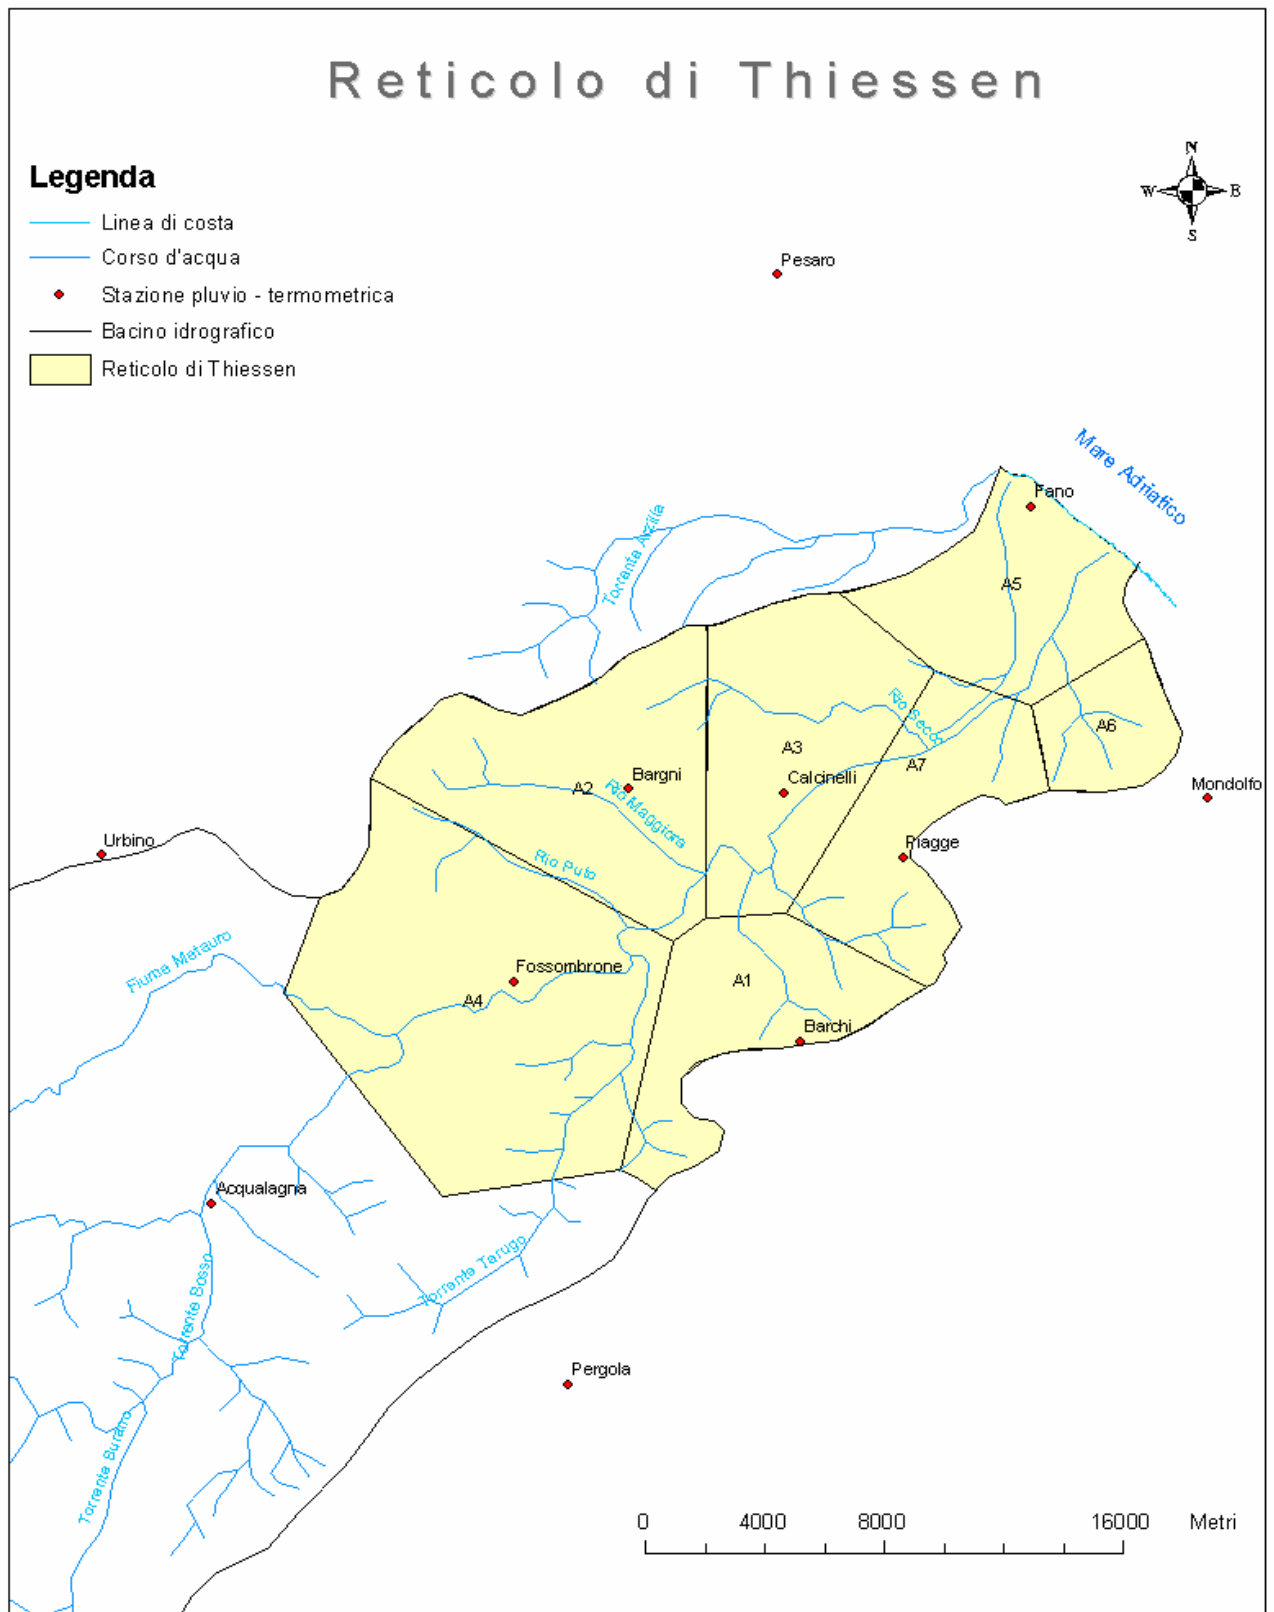 Reticolo di Thiessen
N
W
E
S
Legenda
Linea di costa
Corso d'acqua
Stazione pluvio - termometrica
Bacino idrografico
Reticolo di Thiessen
Pesaro
Mare Adriatico
Fano
Torrente Arzilla
A5
Rio Secco
A6
A3
A7
Bargni
Calcinelli
A2
Rio Maggiore
Mondolfo
Urbino
Piagge
Rio Puto
Fiume Metauro
Fossombrone
A1
A4
Barchi
Acqualagna
Torrente Tarugo
Torrente Bosso
Pergola
Torrente Burano
0 4000 8000 16000 Metri